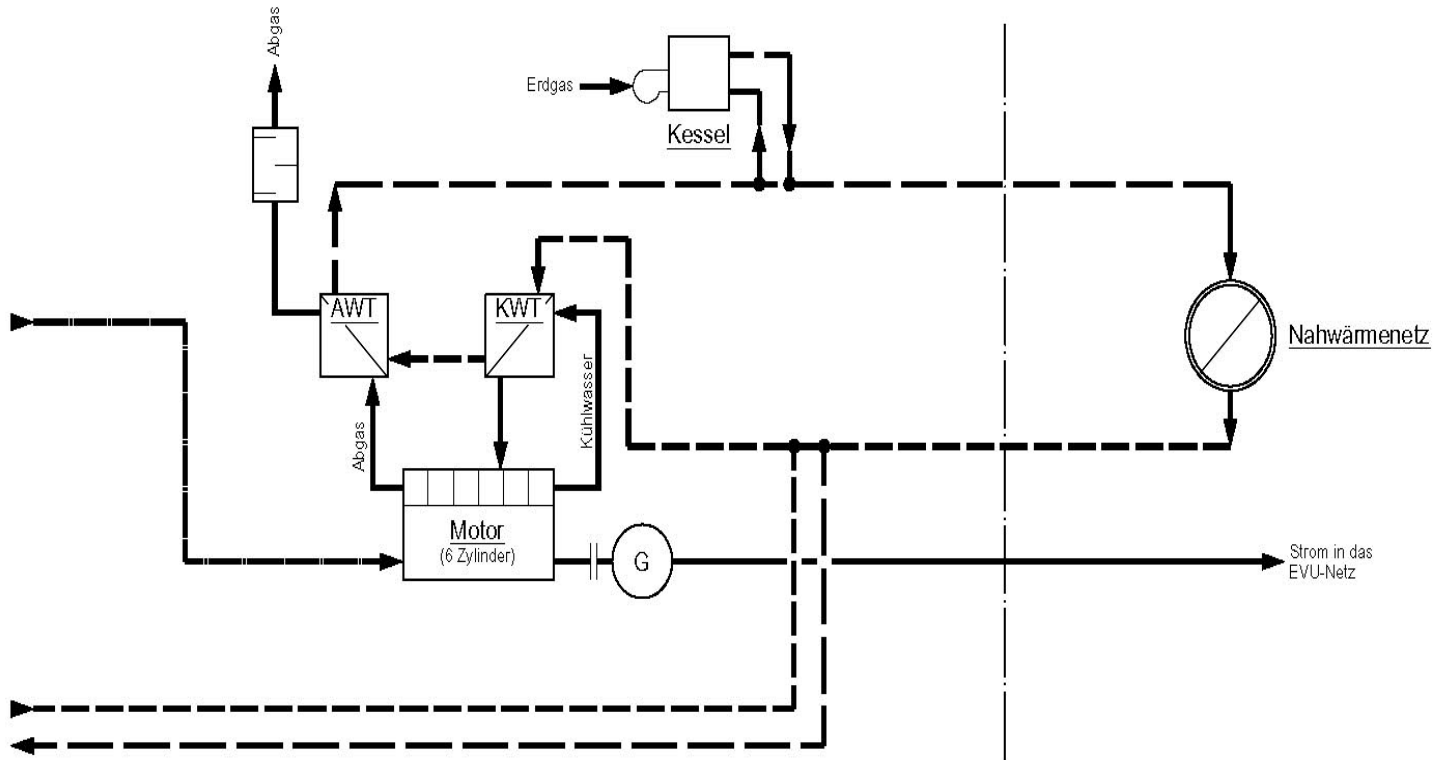 Abgas
Erdgas
Kessel
AWT
KWT
Nahwärmenetz
Abgas
Kühlwasser
Motor
(6 Zylinder)
G
Strom in das
EVU-Netz